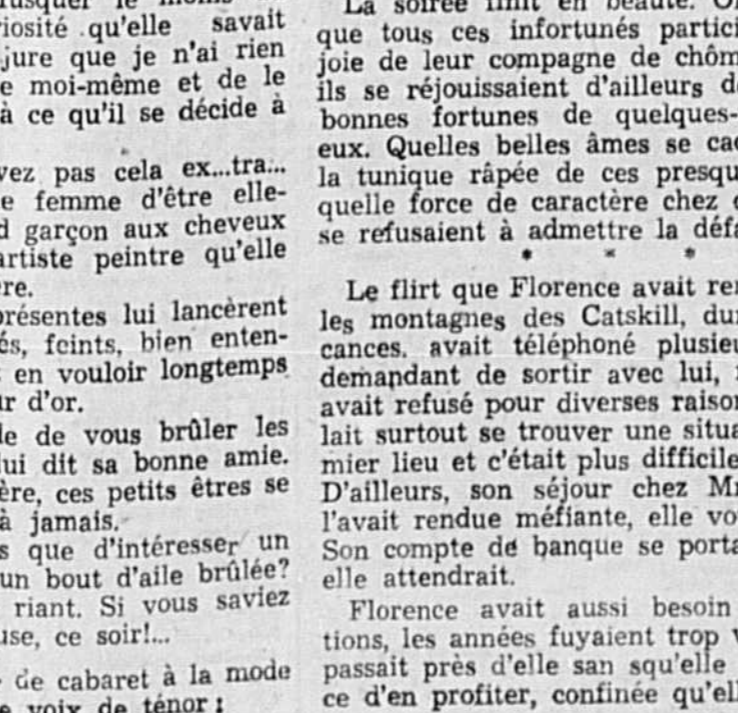 iosité qu'elle savait
jure que je n'ai rien
e moi-même et de le
à ce qu'il se décide à
vez pas cela ex...tra...
e femme d'être elle-
d garçon aux cheveux
artiste peintre qu'elle
re.
présentes lui lancèrent
és, feints, bien enten-
en vouloir longtemps
ur d'or.
le de vous brûler les
lui dit sa bonne amie.
ère, ces petits êtres se
à jamais.
s que d'intéresser un
un bout d'aile brûlée?
riant. Si vous saviez
use, ce soir!...
de cabaret à la mode
e voix de ténor :
La soirée finit en beauté.
que tous ces infortunés partici
joie de leur compagne de chôm
ils se réjouissaient d'ailleurs d
bonnes fortunes de quelques-
eux. Quelles belles âmes se ca
la tunique râpée de ces presqu
quelle force de caractère chez
se refusaient à admettre la défa
* * *
Le flirt que Florence avait re
les montagnes des Catskill, du
cances, avait téléphoné plusieu
demandant de sortir avec lui,
avait refusé pour diverses raiso
lait surtout se trouver une situa
mier lieu et c'était plus difficile
D'ailleurs, son séjour chez M
l'avait rendue méfiante, elle vo
Son compte de banque se porta
elle attendrait.
Florence avait aussi besoin
tions, les années fuyaient trop v
passait près d'elle san squ'elle
ce d'en profiter, confinée qu'ell